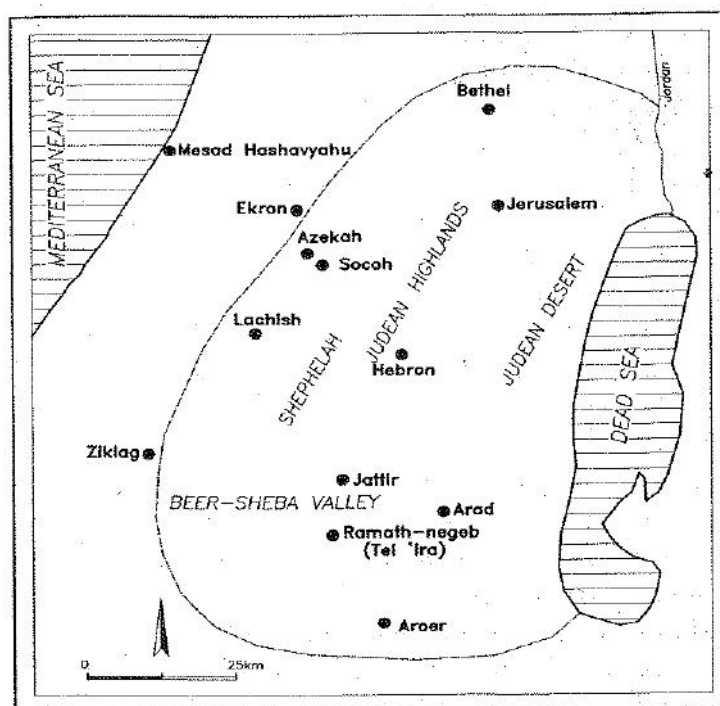 Bethel
Jordan
MEDITERRANEAN SEA
Mesad Hashavyahu
Ekron
Jerusalem
Azekah
Socoh
JUDEAN HIGHLANDS
JUDEAN DESERT
Lachish
SHEPHELAH
Hebron
DEAD SEA
Ziklag
Jattir
BEER-SHEBA VALLEY
Arad
Ramath-negeb
(Tel 'Ira)
Aroer
0 25km